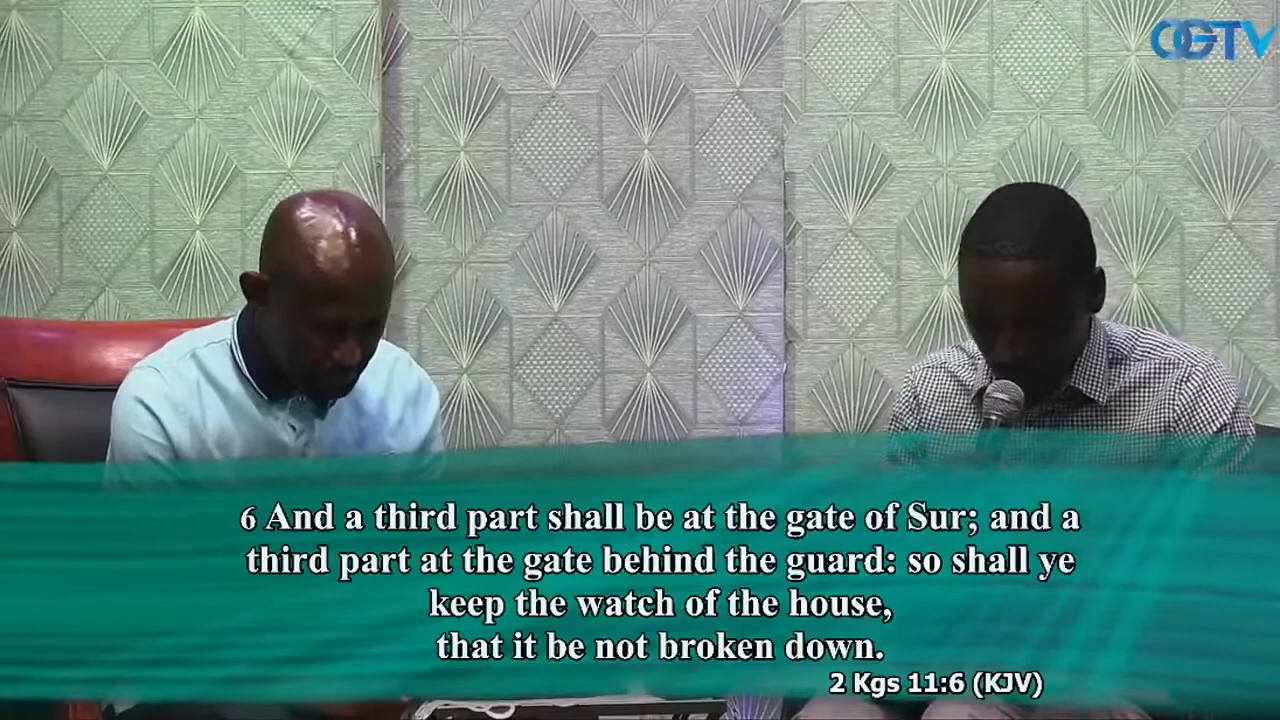 OGTV
6 And a third part shall be at the gate of Sur; and a
third part at the gate behind the guard: so shall ye
keep the watch of the house,
that it be not broken down.
2 Kgs 11:6 (KJV)